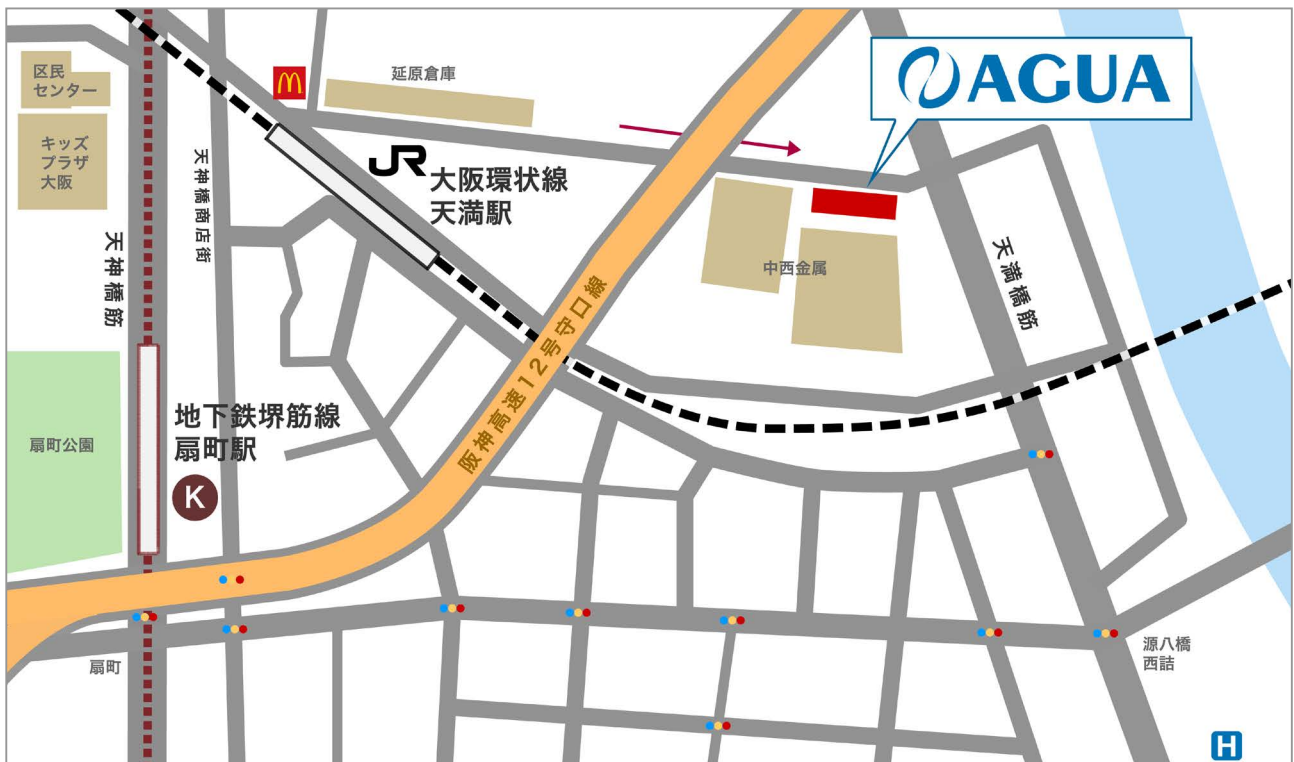 区民
センター
キッズ
プラザ
大阪
天神橋筋
天神橋商店街
延原倉庫
JR
大阪環状線
天満駅
AGUA
中西金属
天満橋筋
阪神高速12号守口線
扇町公園
地下鉄堺筋線
扇町駅
K
扇町
源八橋
西詰
H